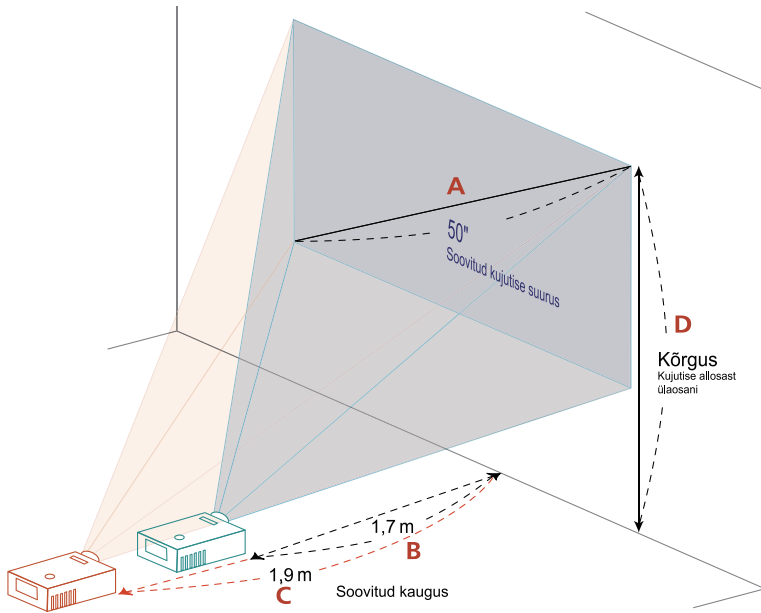 A
50"
Soovitud kujutise suurus
D
Kõrgus
Kujutise allosast
ülaosani
1,7 m
B
1,9 m
C
Soovitud kaugus